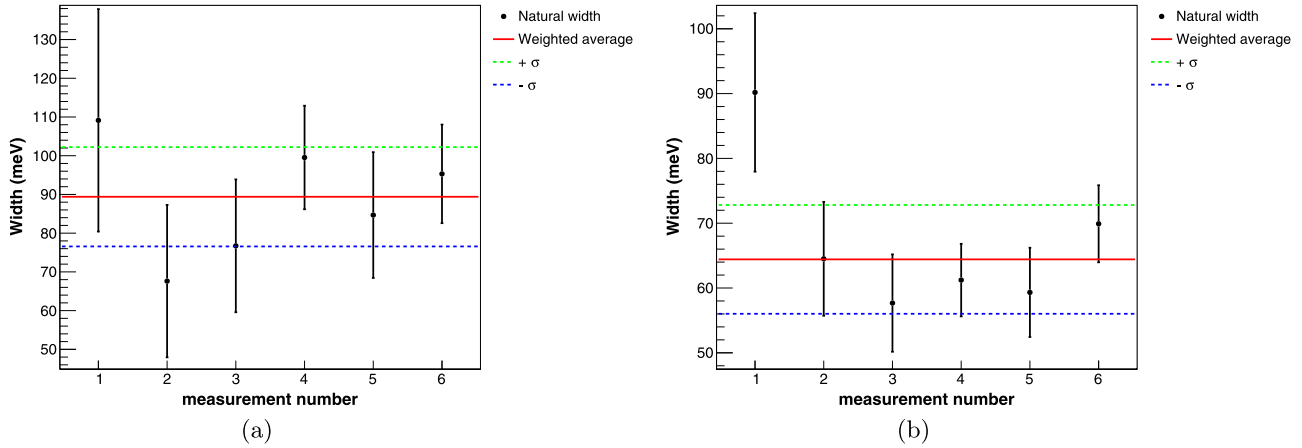 130
120
110
100
90
80
70
60
50
Width (meV)
1 2 3 4 5 6
measurement number
Natural width
Weighted average
+ σ
- σ
(a)
100
90
80
70
60
50
Width (meV)
1 2 3 4 5 6
measurement number
Natural width
Weighted average
+ σ
- σ
(b)